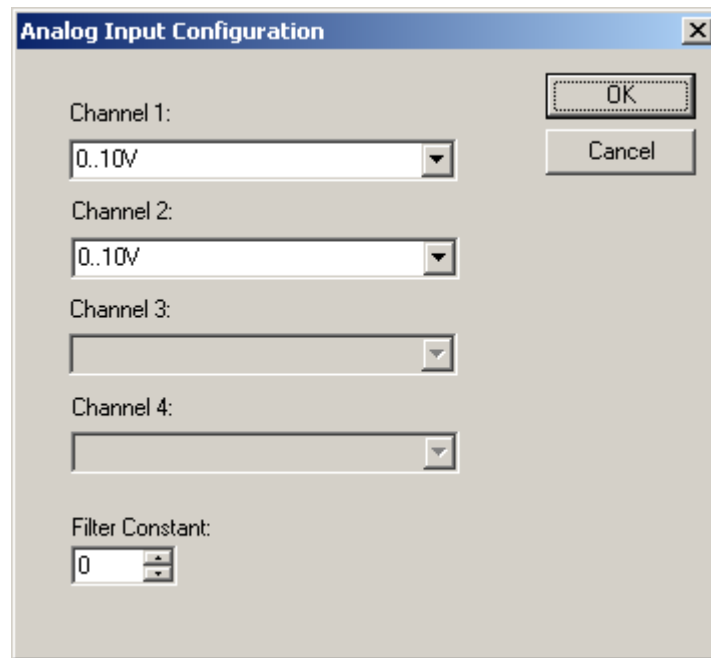 Analog Input Configuration
Channel 1:
0..10V
OK
Cancel
Channel 2:
0..10V
Channel 3:
Channel 4:
Filter Constant:
0